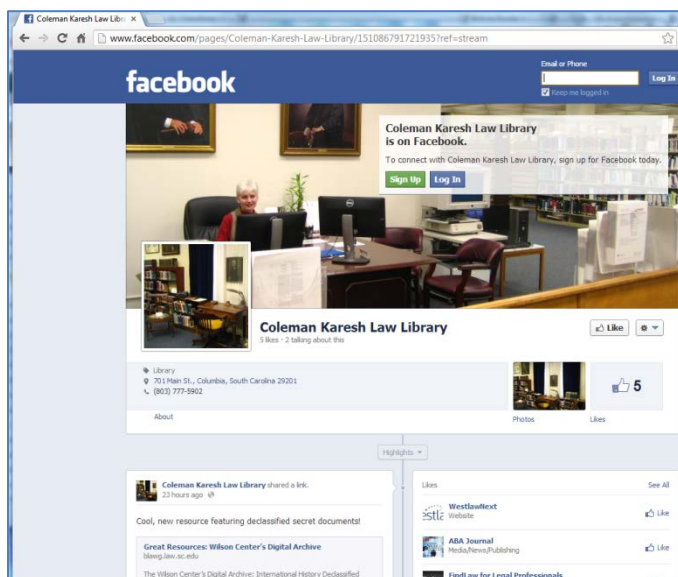 Coleman Karesh Law Libr
www.facebook.com/pages/Coleman-Karesh-Law-Library/151086791721935?ref=stream
facebook
Email or Phone
Log In
Keep me logged in
Coleman Karesh Law Library
is on Facebook.
To connect with Coleman Karesh Law Library, sign up for Facebook today.
Sign Up Log In
Coleman Karesh Law Library
5 likes · 2 talking about this
Like
Library
701 Main St., Columbia, South Carolina 29201
(803) 777-5902
5
About
Photos
Likes
Highlights
Coleman Karesh Law Library shared a link.
23 hours ago
Cool, new resource featuring declassified secret documents!
Great Resources: Wilson Center's Digital Archive
blawg.law.sc.edu
The Wilson Center's Digital Archive: International History Declassified
Likes
See All
WestlawNext
Website
Like
ABA Journal
Media/News/Publishing
Like
FindLaw for Legal Professionals